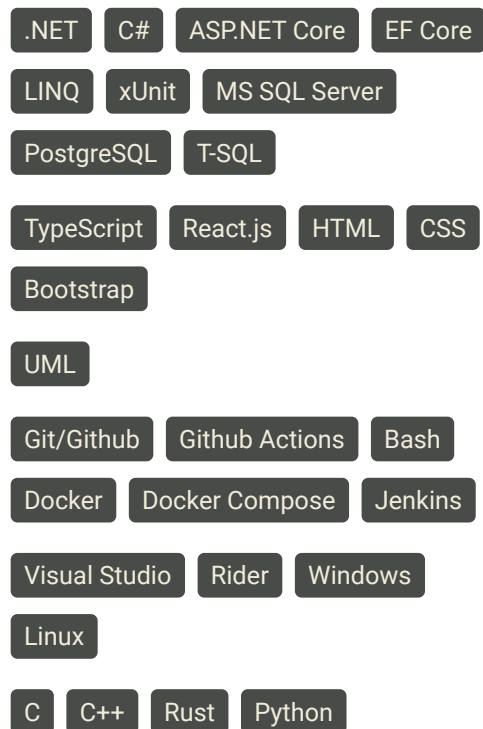 .NET C# ASP.NET Core EF Core
LINQ xUnit MS SQL Server
PostgreSQL T-SQL
TypeScript React.js HTML CSS
Bootstrap
UML
Git/Github Github Actions Bash
Docker Docker Compose Jenkins
Visual Studio Rider Windows
Linux
C C++ Rust Python